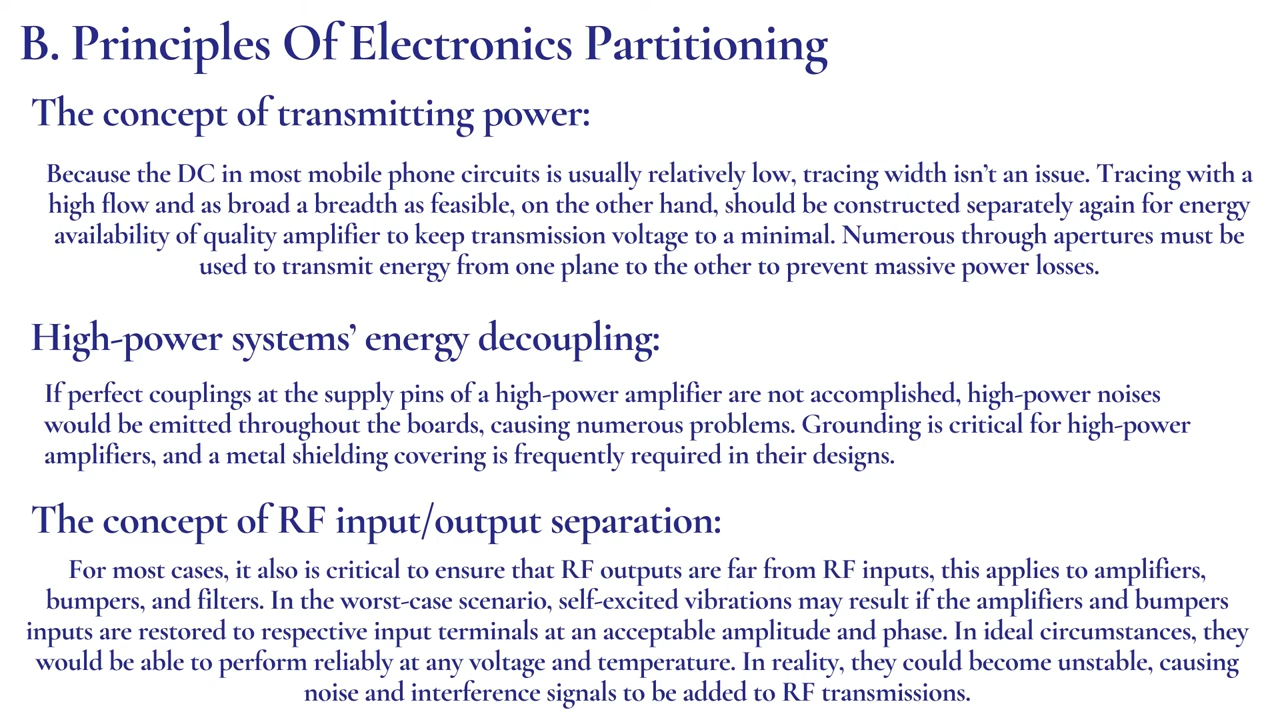 B. Principles Of Electronics Partitioning
The concept of transmitting power:
Because the DC in most mobile phone circuits is usually relatively low, tracing width isn't an issue. Tracing with a
high flow and as broad a breadth as feasible, on the other hand, should be constructed separately again for energy
availability of quality amplifier to keep transmission voltage to a minimal. Numerous through apertures must be
used to transmit energy from one plane to the other to prevent massive power losses.
High-power systems' energy decoupling:
If perfect couplings at the supply pins of a high-power amplifier are not accomplished, high-power noises
would be emitted throughout the boards, causing numerous problems. Grounding is critical for high-power
amplifiers, and a metal shielding covering is frequently required in their designs.
The concept of RF input/output separation:
For most cases, it also is critical to ensure that RF outputs are far from RF inputs, this applies to amplifiers,
bumpers, and filters. In the worst-case scenario, self-excited vibrations may result if the amplifiers and bumpers
inputs are restored to respective input terminals at an acceptable amplitude and phase. In ideal circumstances, they
would be able to perform reliably at any voltage and temperature. In reality, they could become unstable, causing
noise and interference signals to be added to RF transmissions.